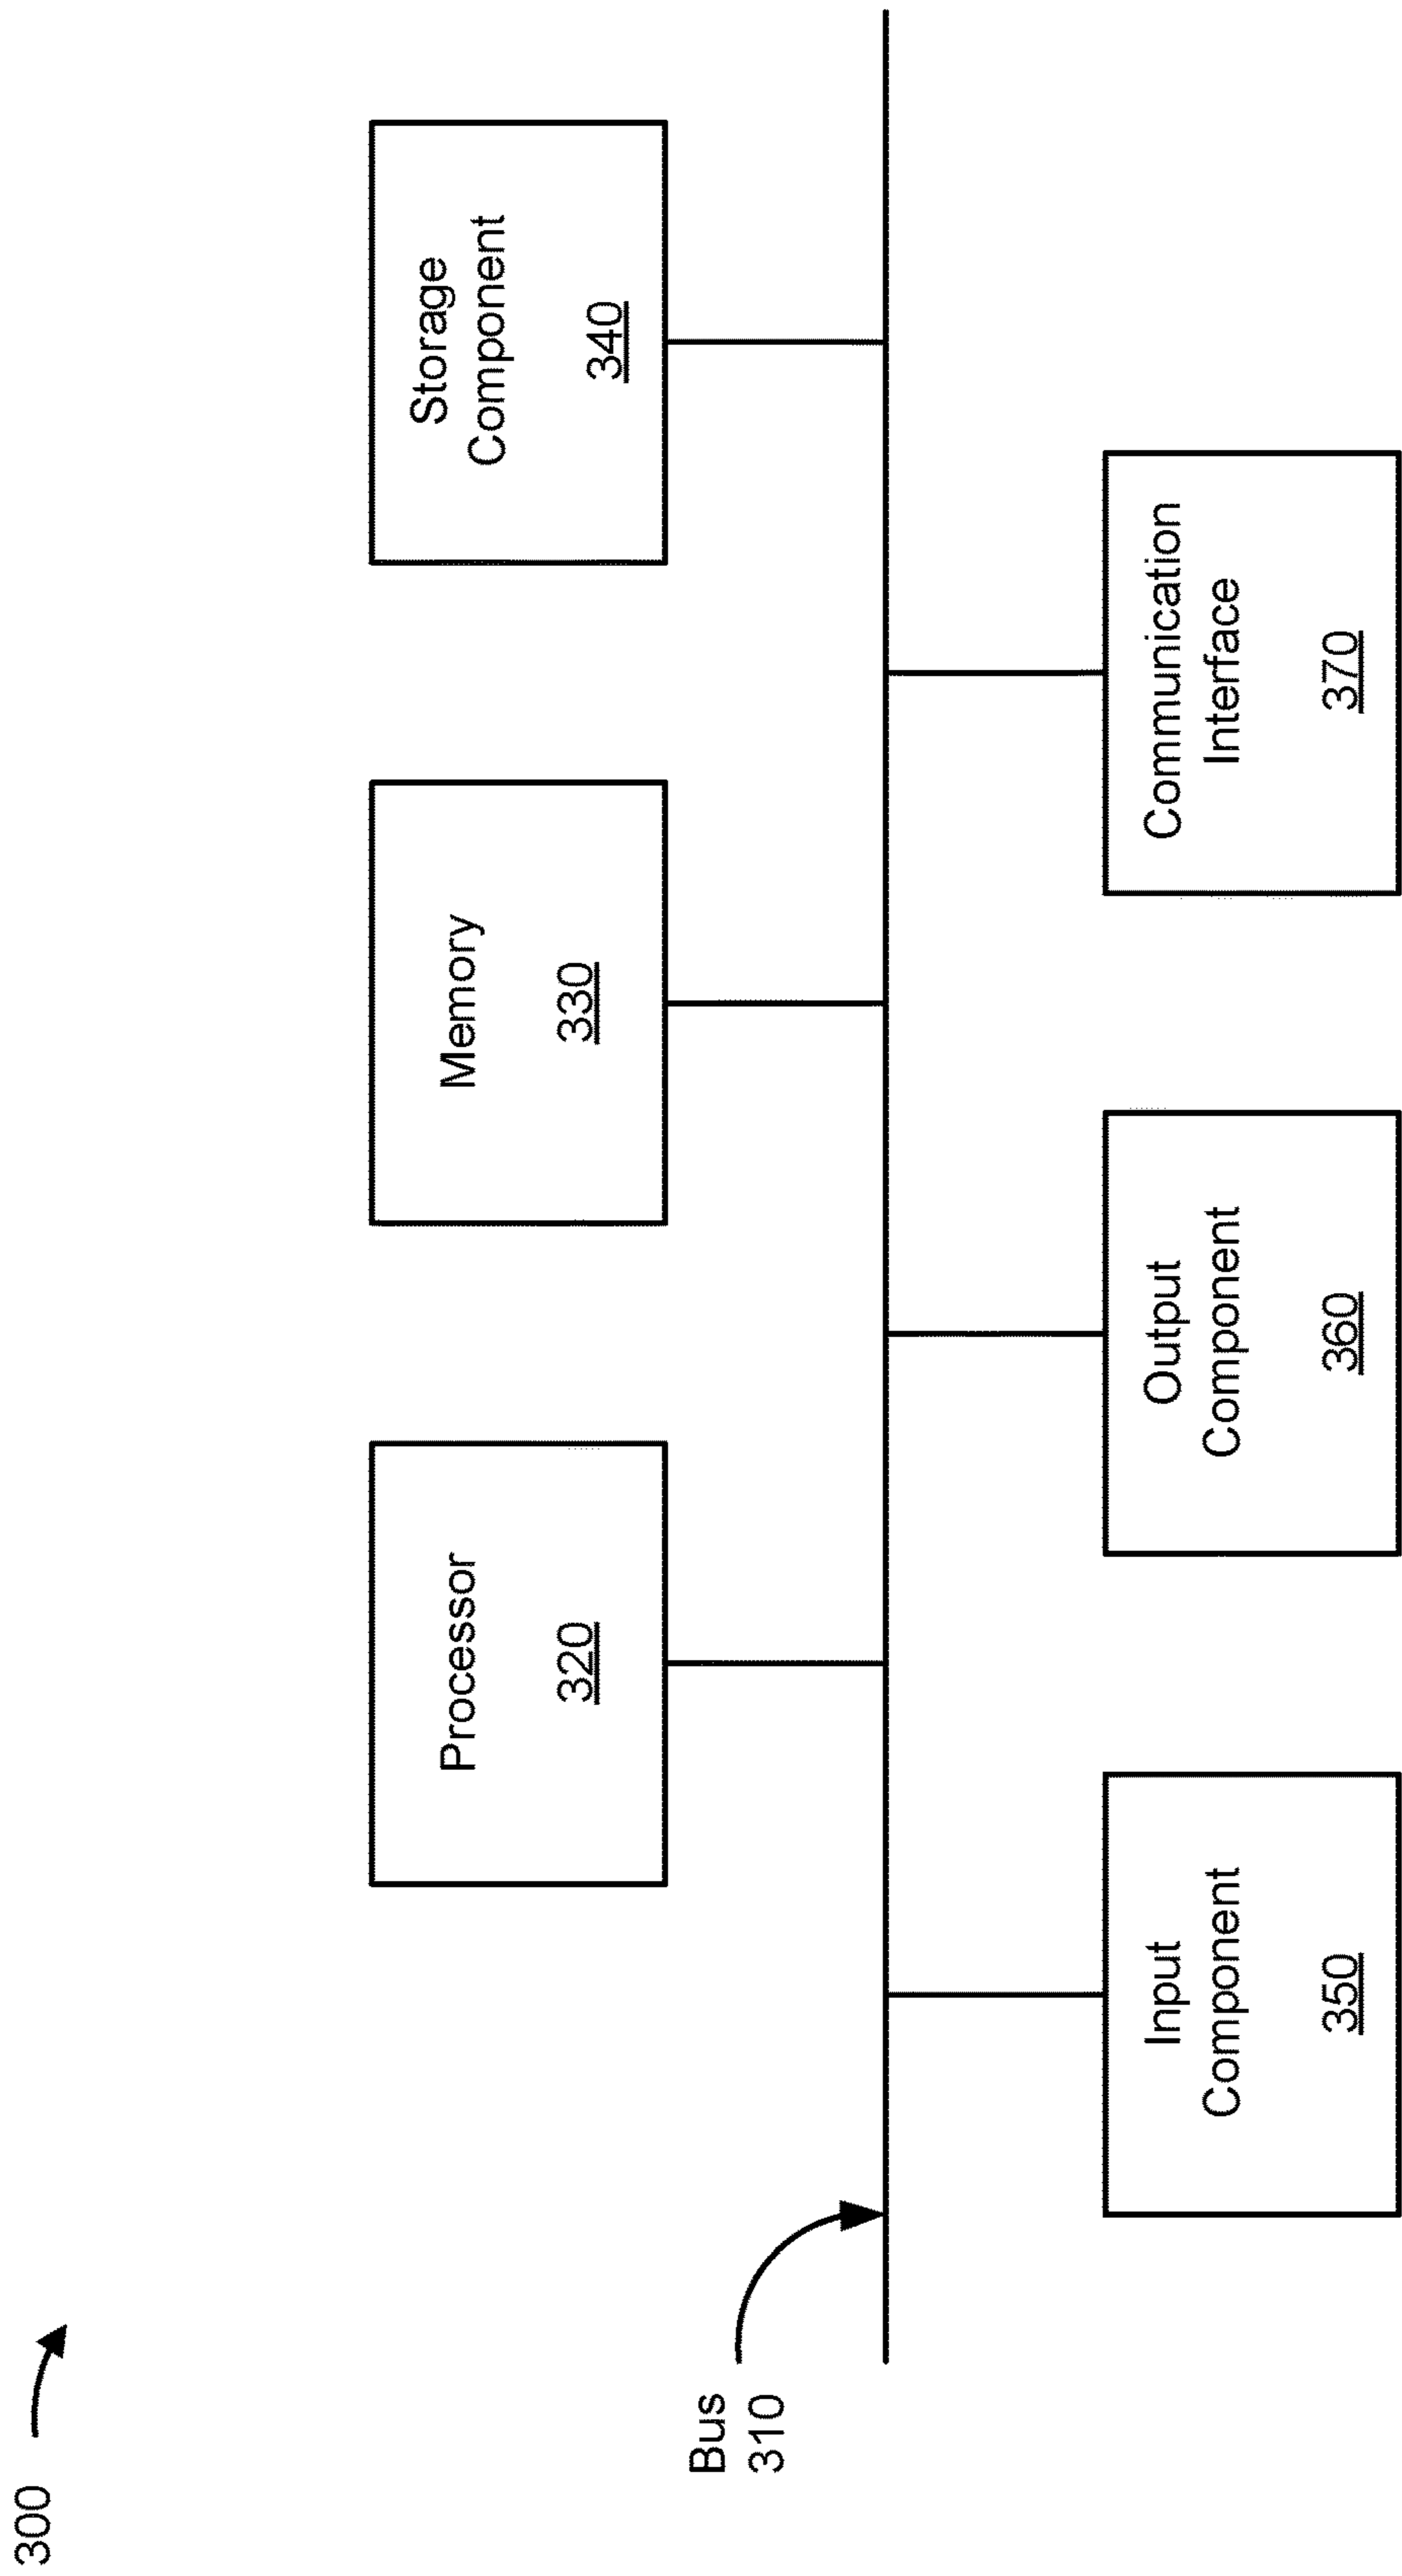 300
Processor
320
Memory
330
Storage
Component
340
Bus
310
Input
Component
350
Output
Component
360
Communication
Interface
370